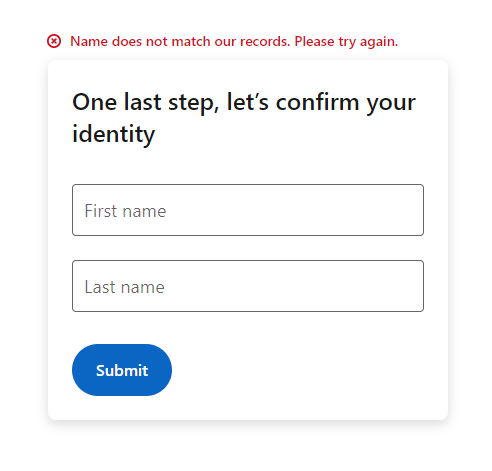 Name does not match our records. Please try again.
One last step, let’s confirm your
identity
First name
Last name
Submit